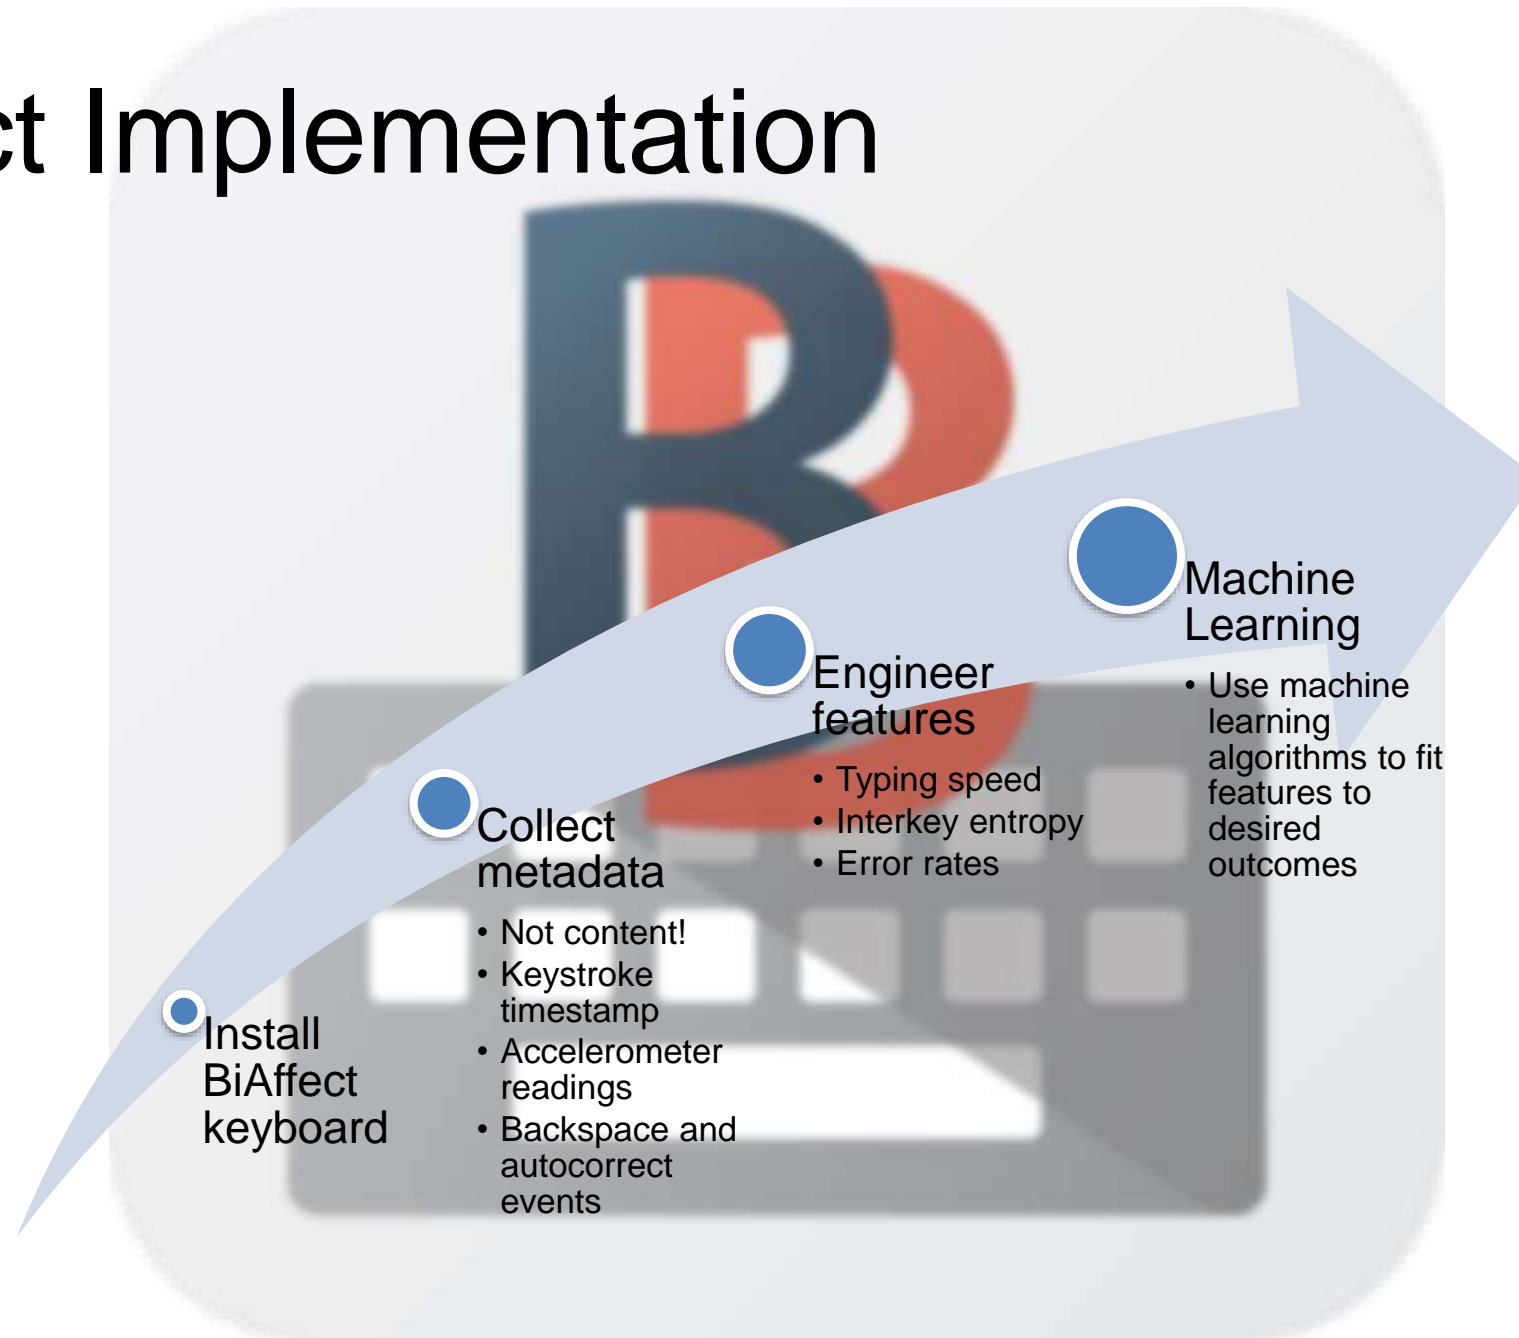 ct Implementation
Install
BiAffect
keyboard
Collect
metadata
• Not content!
• Keystroke
timestamp
• Accelerometer
readings
• Backspace and
autocorrect
events
Engineer
features
• Typing speed
• Interkey entropy
• Error rates
Machine
Learning
• Use machine
learning
algorithms to fit
features to
desired
outcomes